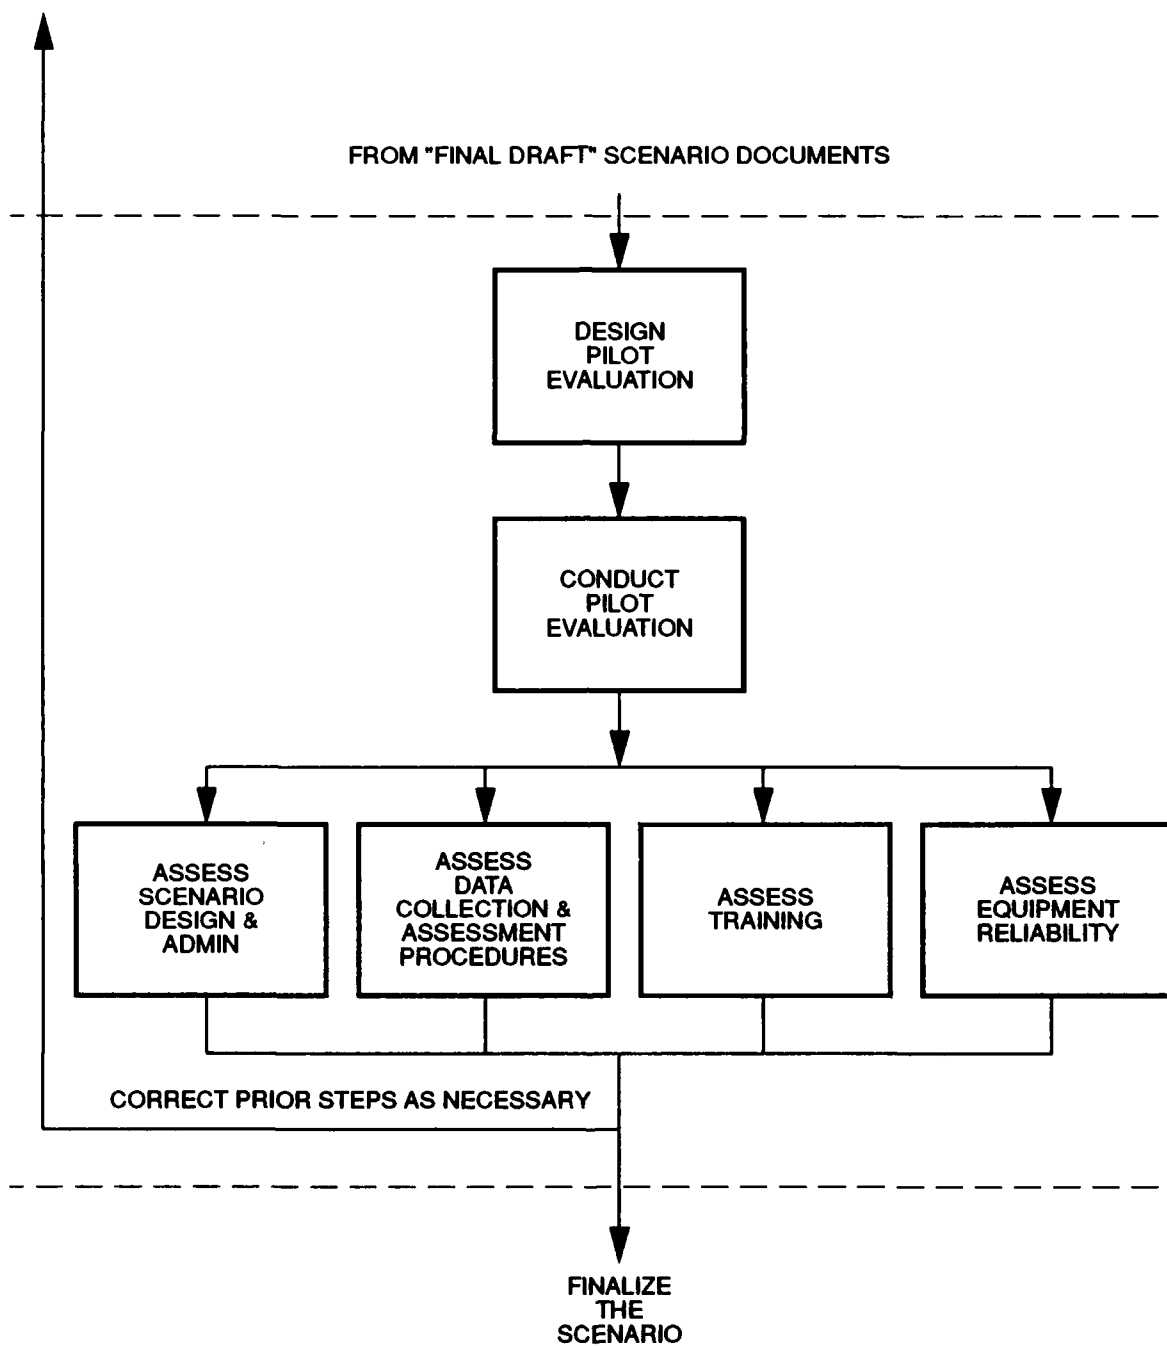 FROM "FINAL DRAFT" SCENARIO DOCUMENTS
DESIGN
PILOT
EVALUATION
CONDUCT
PILOT
EVALUATION
ASSESS
SCENARIO
DESIGN &
ADMIN
ASSESS
DATA
COLLECTION &
ASSESSMENT
PROCEDURES
ASSESS
TRAINING
ASSESS
EQUIPMENT
RELIABILITY
CORRECT PRIOR STEPS AS NECESSARY
FINALIZE
THE
SCENARIO